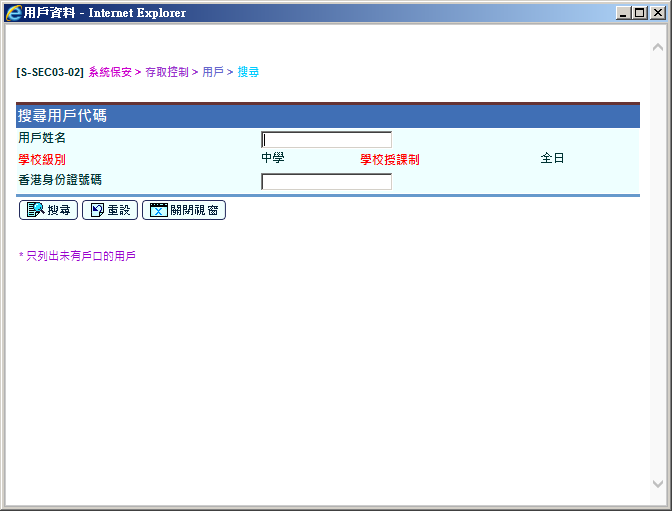 用戶資料 - Internet Explorer
[S-SEC03-02] 系統保安 > 存取控制 > 用戶 > 搜尋
搜尋用戶代碼
用戶姓名
學校級別 中學 學校授課制 全日
香港身份證號碼
搜尋 重設 關閉視窗
* 只列出未有戶口的用戶